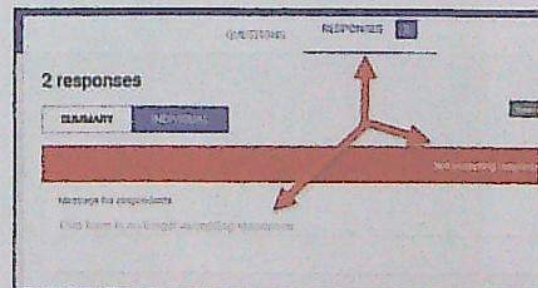 QUESTIONS RESPONSES
2 responses
SUMMARY INDIVIDUAL
Not accepting responses
Message for respondents
This form is no longer accepting responses